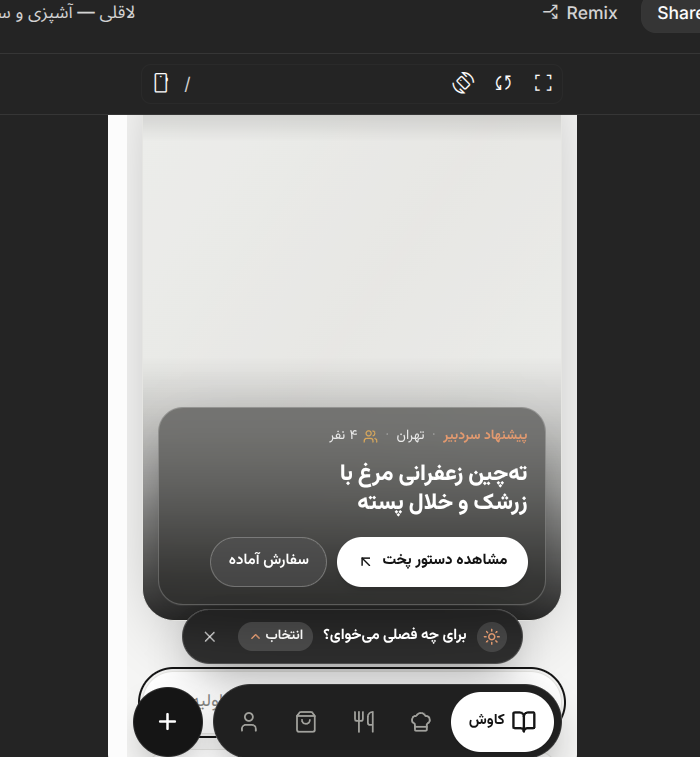 لاقلی — آشپزی و س
Remix
Share
/
پیشنهاد سردبیر · تهران · ۴ نفر
ته‌چین زعفرانی مرغ با
زرشک و خلال پسته
مشاهده دستور پخت
سفارش آماده
برای چه فصلی می‌خوای؟
انتخاب
کاوش